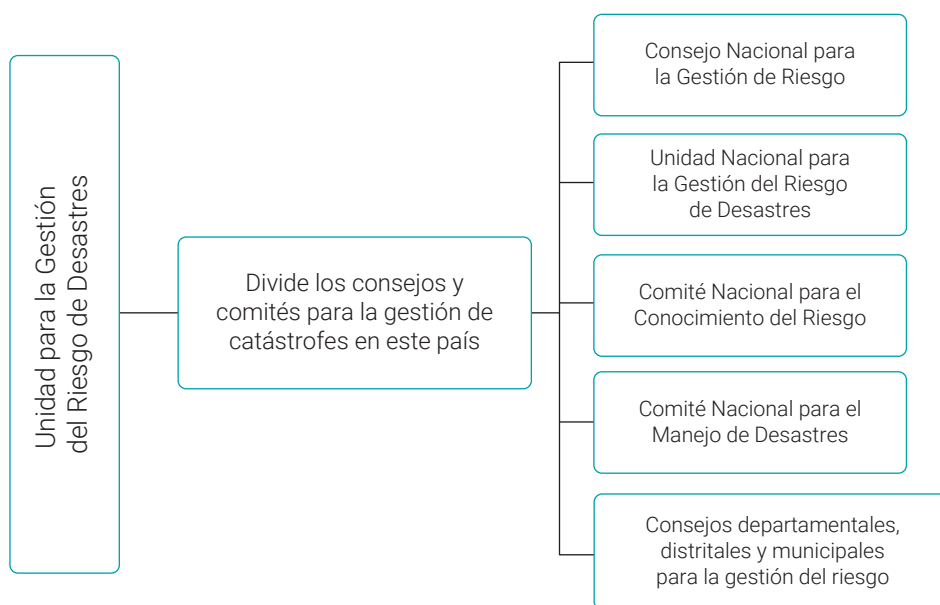 Unidad para la Gestión
del Riesgo de Desastres
Divide los consejos y
comités para la gestión de
catástrofes en este país
Consejo Nacional para
la Gestión de Riesgo
Unidad Nacional para
la Gestión del Riesgo
de Desastres
Comité Nacional para el
Conocimiento del Riesgo
Comité Nacional para el
Manejo de Desastres
Consejos departamentales,
distritales y municipales
para la gestión del riesgo